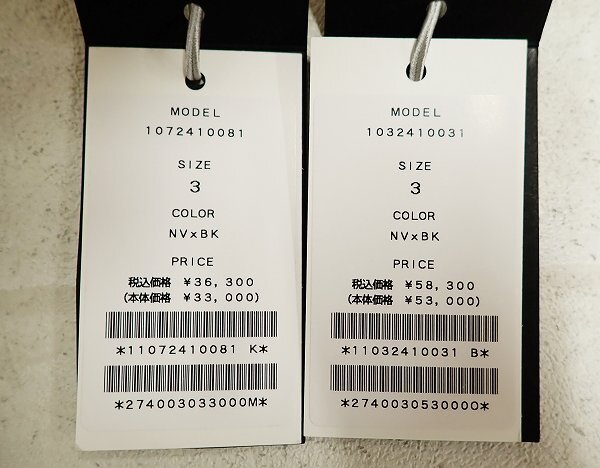 MODEL
1072410081
SIZE
3
COLOR
NVxBK
PRICE
税込価格 ¥36,300
(本体価格 ¥33,000)
*11072410081 K*
*274003033000M*
MODEL
1032410031
SIZE
3
COLOR
NVxBK
PRICE
税込価格 ¥58,300
(本体価格 ¥53,000)
*11032410031 B*
*2740030530000*